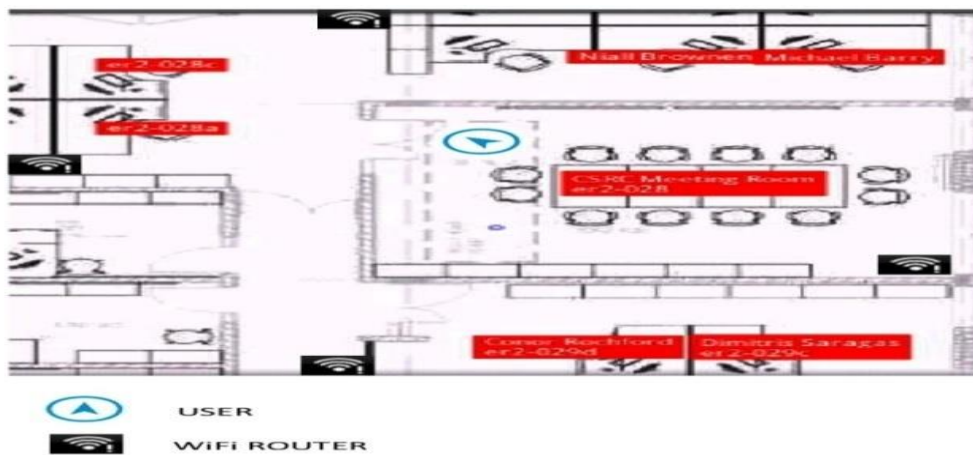 er2-028c
Niall Brownen Michael Barry
er2-028a
CSRC Meeting Room
er2-028
Conor Rochford
er2-029d
Dimitris Saragas
er2-029c
USER
WiFi ROUTER